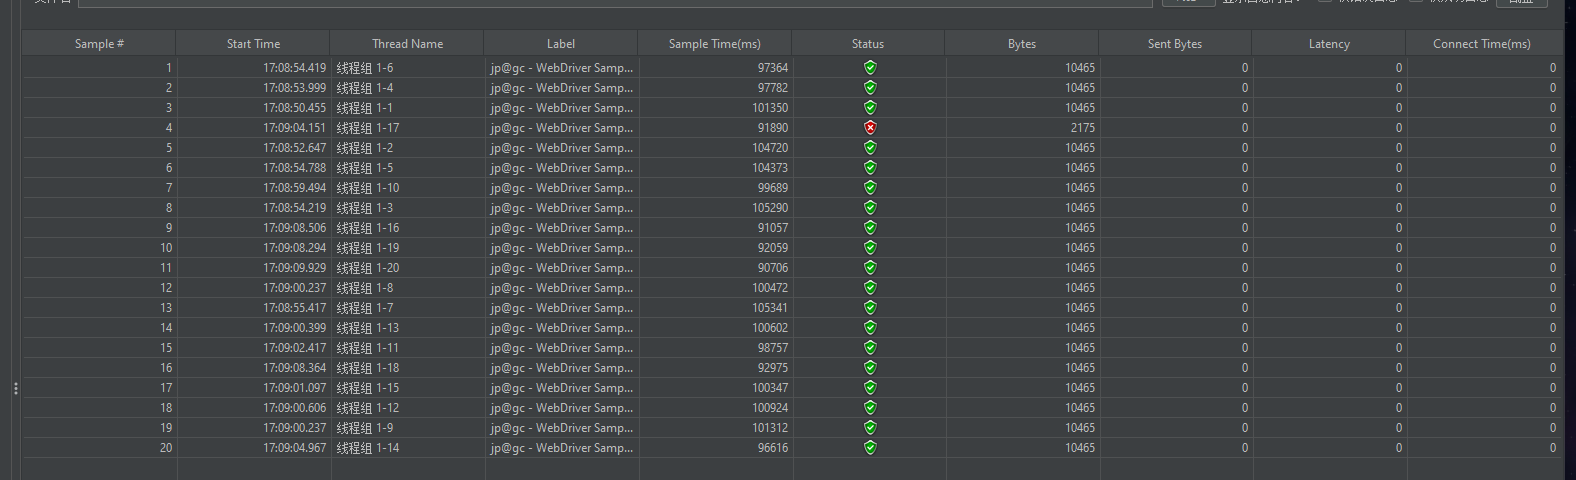 Sample # Start Time Thread Name Label Sample Time(ms) Status Bytes Sent Bytes Latency Connect Time(ms)
1 17:08:54.419 线程组 1-6 jp@gc - WebDriver Samp... 97364 10465 0 0 0
2 17:08:53.999 线程组 1-4 jp@gc - WebDriver Samp... 97782 10465 0 0 0
3 17:08:50.455 线程组 1-1 jp@gc - WebDriver Samp... 101350 10465 0 0 0
4 17:09:04.151 线程组 1-17 jp@gc - WebDriver Samp... 91890 2175 0 0 0
5 17:08:52.647 线程组 1-2 jp@gc - WebDriver Samp... 104720 10465 0 0 0
6 17:08:54.788 线程组 1-5 jp@gc - WebDriver Samp... 104373 10465 0 0 0
7 17:08:59.494 线程组 1-10 jp@gc - WebDriver Samp... 99689 10465 0 0 0
8 17:08:54.219 线程组 1-3 jp@gc - WebDriver Samp... 105290 10465 0 0 0
9 17:09:08.506 线程组 1-16 jp@gc - WebDriver Samp... 91057 10465 0 0 0
10 17:09:08.294 线程组 1-19 jp@gc - WebDriver Samp... 92059 10465 0 0 0
11 17:09:09.929 线程组 1-20 jp@gc - WebDriver Samp... 90706 10465 0 0 0
12 17:09:00.237 线程组 1-8 jp@gc - WebDriver Samp... 100472 10465 0 0 0
13 17:08:55.417 线程组 1-7 jp@gc - WebDriver Samp... 105341 10465 0 0 0
14 17:09:00.399 线程组 1-13 jp@gc - WebDriver Samp... 100602 10465 0 0 0
15 17:09:02.417 线程组 1-11 jp@gc - WebDriver Samp... 98757 10465 0 0 0
16 17:09:08.364 线程组 1-18 jp@gc - WebDriver Samp... 92975 10465 0 0 0
17 17:09:01.097 线程组 1-15 jp@gc - WebDriver Samp... 100347 10465 0 0 0
18 17:09:00.606 线程组 1-12 jp@gc - WebDriver Samp... 100924 10465 0 0 0
19 17:09:00.237 线程组 1-9 jp@gc - WebDriver Samp... 101312 10465 0 0 0
20 17:09:04.967 线程组 1-14 jp@gc - WebDriver Samp... 96616 10465 0 0 0